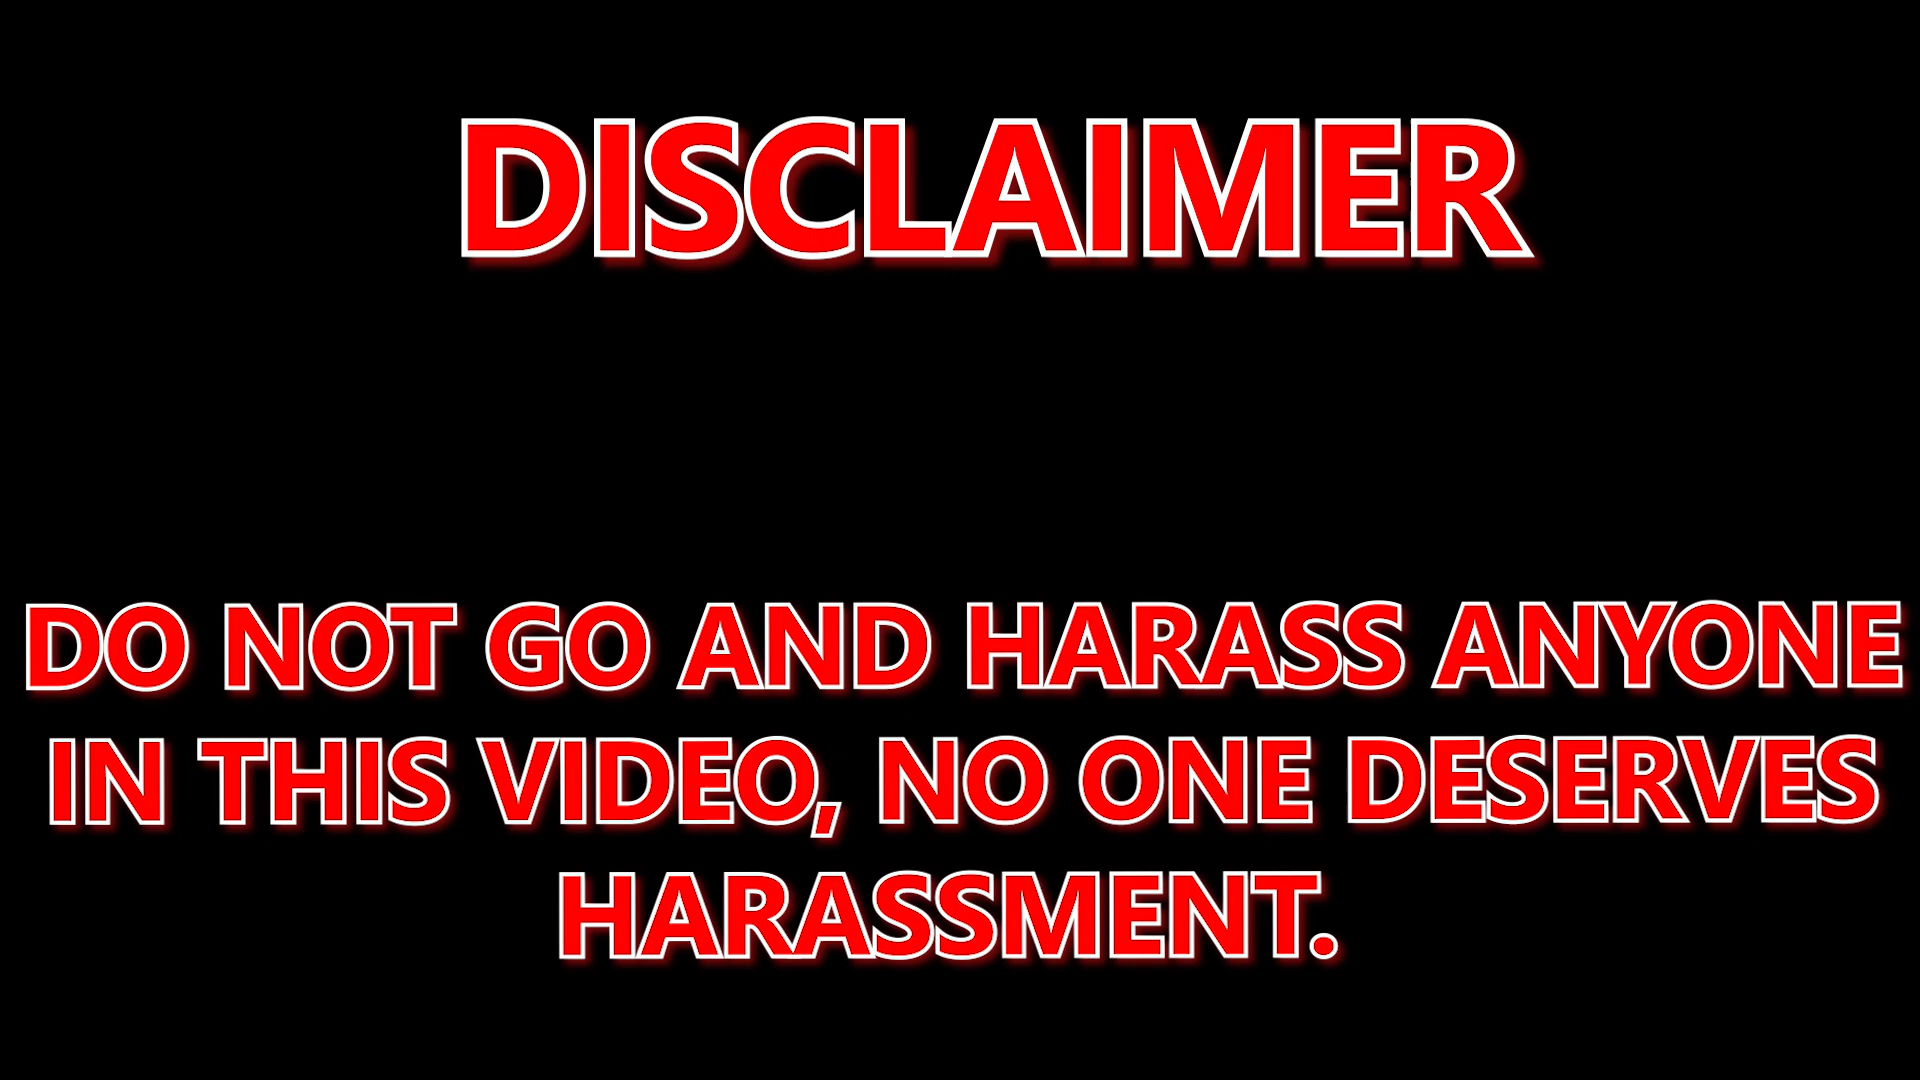 DISCLAIMER
DO NOT GO AND HARASS ANYONE
IN THIS VIDEO, NO ONE DESERVES
HARASSMENT.